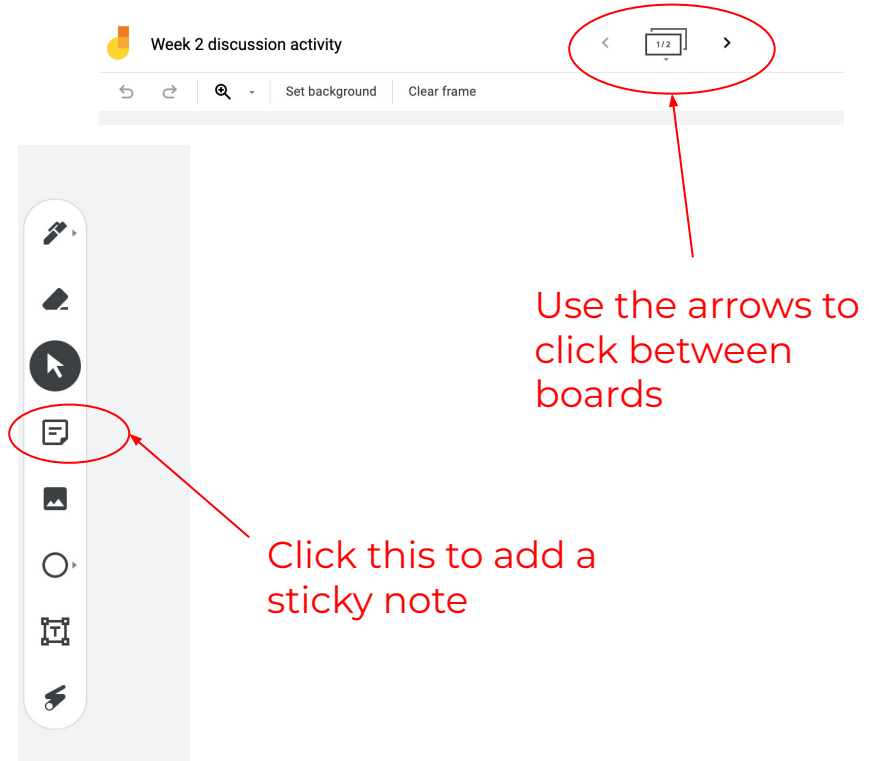 Week 2 discussion activity
1/2
Set background
Clear frame
Use the arrows to
click between
boards
Click this to add a
sticky note
T